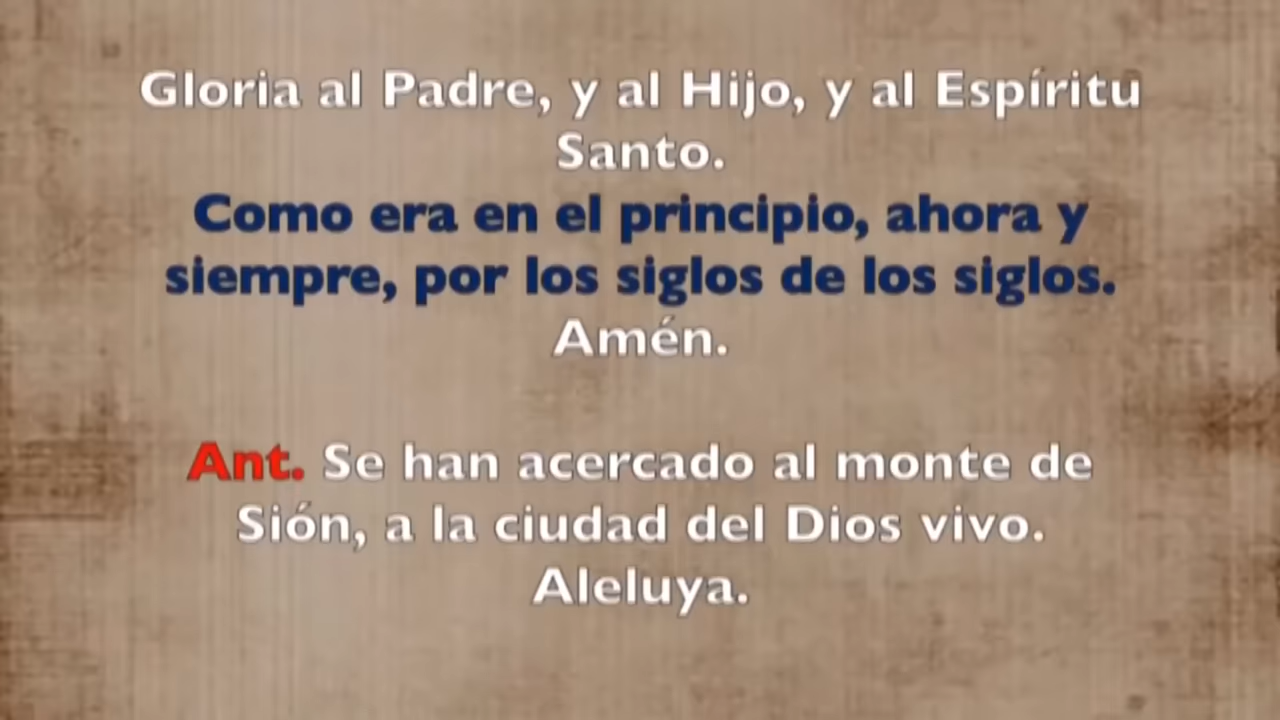 Gloria al Padre, y al Hijo, y al Espíritu
Santo.
Como era en el principio, ahora y
siempre, por los siglos de los siglos.
Amén.
Ant. Se han acercado al monte de
Sión, a la ciudad del Dios vivo.
Aleluya.